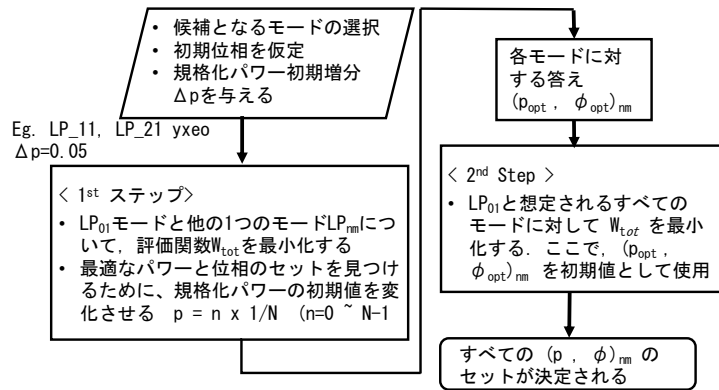 • 候補となるモードの選択
• 初期位相を仮定
• 規格化パワー初期増分
Δpを与える
Eg. LP_11, LP_21 yxeo
Δp=0.05
< 1st ステップ>
• LP01モードと他の1つのモードLPnmにつ
いて, 評価関数Wtotを最小化する
• 最適なパワーと位相のセットを見つけ
るために、規格化パワーの初期値を変
化させる p = n x 1/N (n=0 ~ N-1
各モードに対
する答え
(popt , φopt)nm
< 2nd Step >
• LP01と想定されるすべての
モードに対して Wtot を最小
化する. ここで, (popt ,
φopt)nm を初期値として使用
すべての (p , φ)nm の
セットが決定される